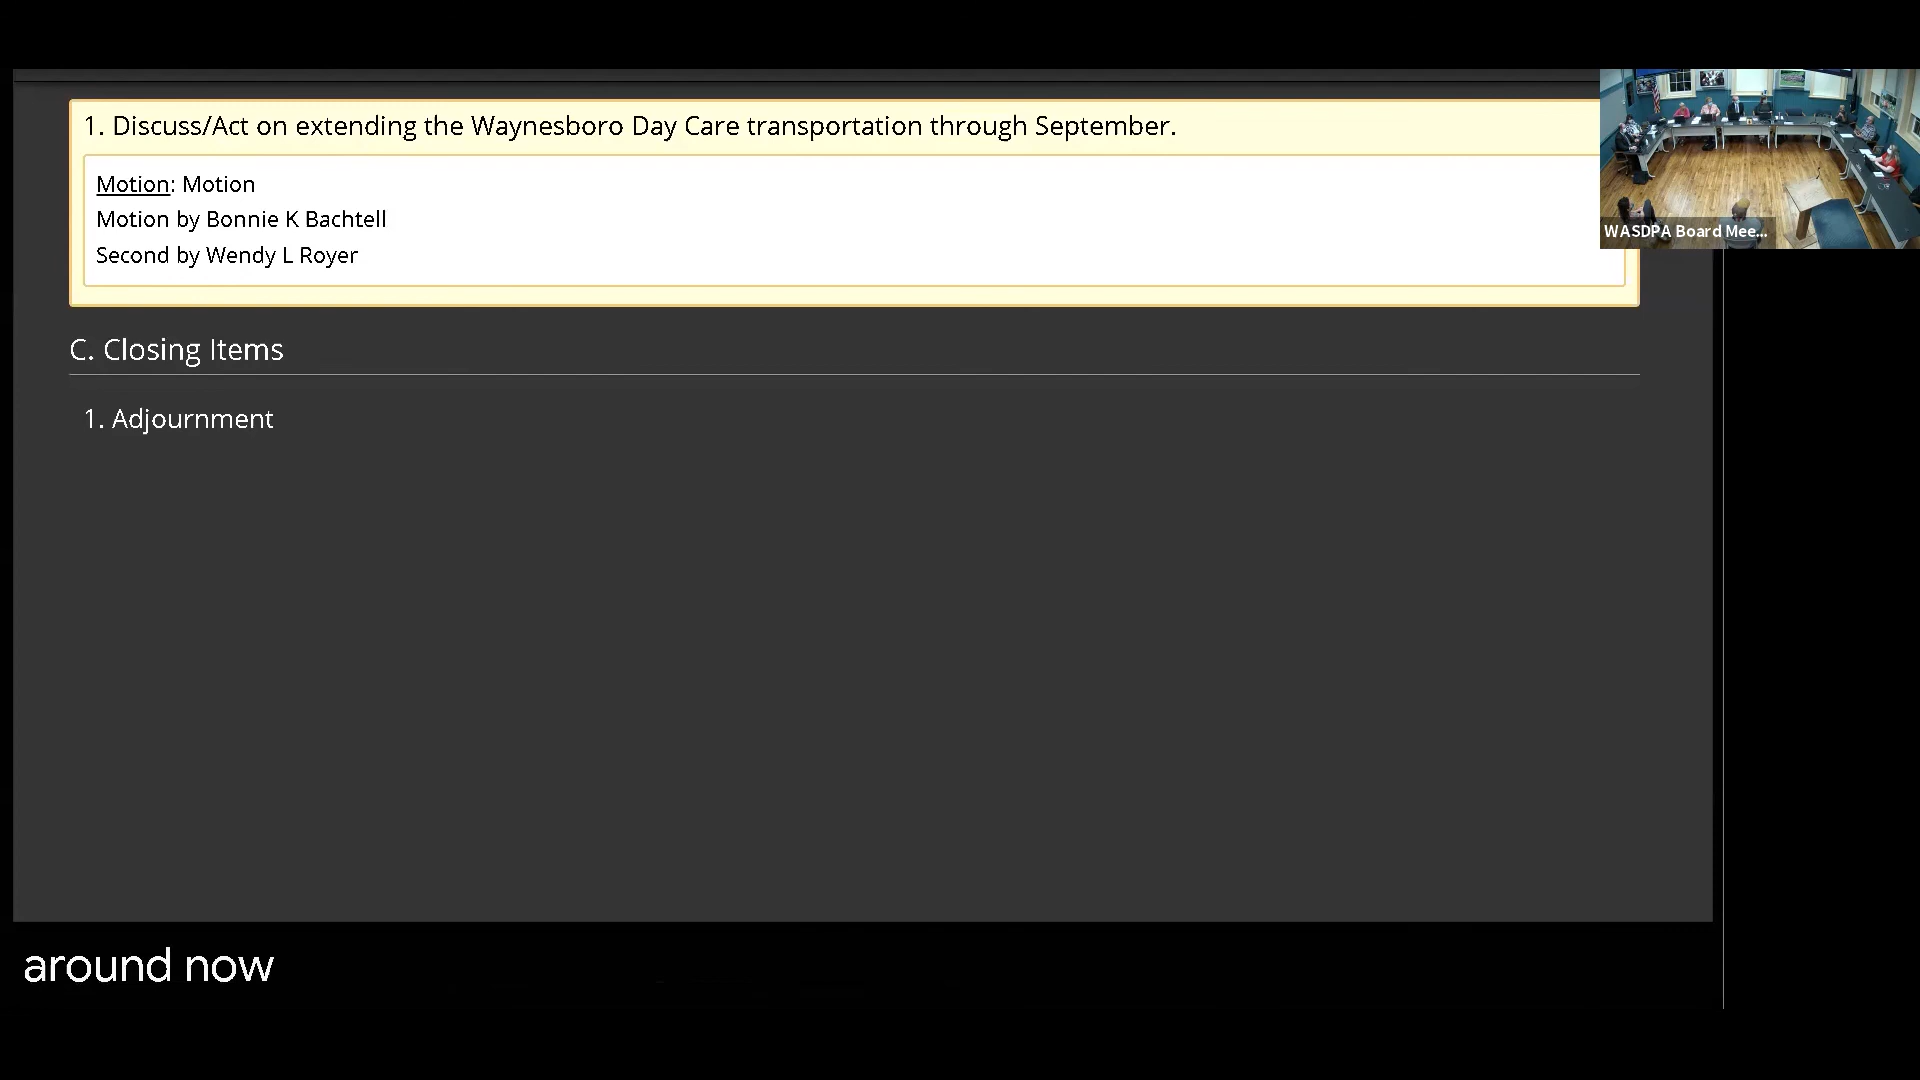 1. Discuss/Act on extending the Waynesboro Day Care transportation through September.
Motion: Motion
Motion by Bonnie K Bachtell
Second by Wendy L Royer
WASDPA Board Mee...
C. Closing Items
1. Adjournment
around now